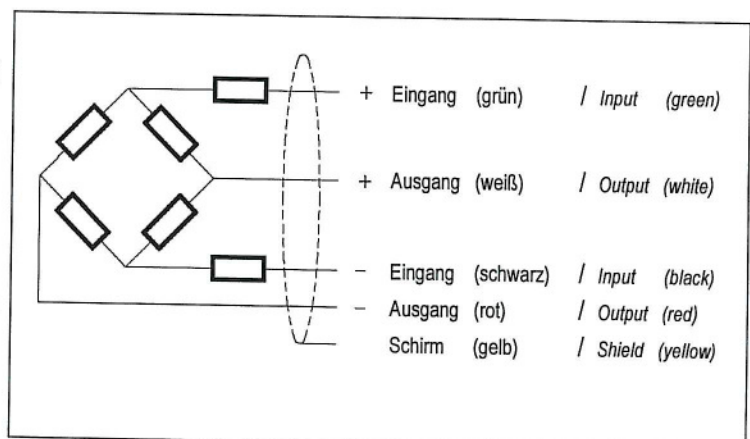 + Eingang (grün) / Input (green)
+ Ausgang (weiß) / Output (white)
- Eingang (schwarz) / Input (black)
- Ausgang (rot) / Output (red)
Schirm (gelb) / Shield (yellow)